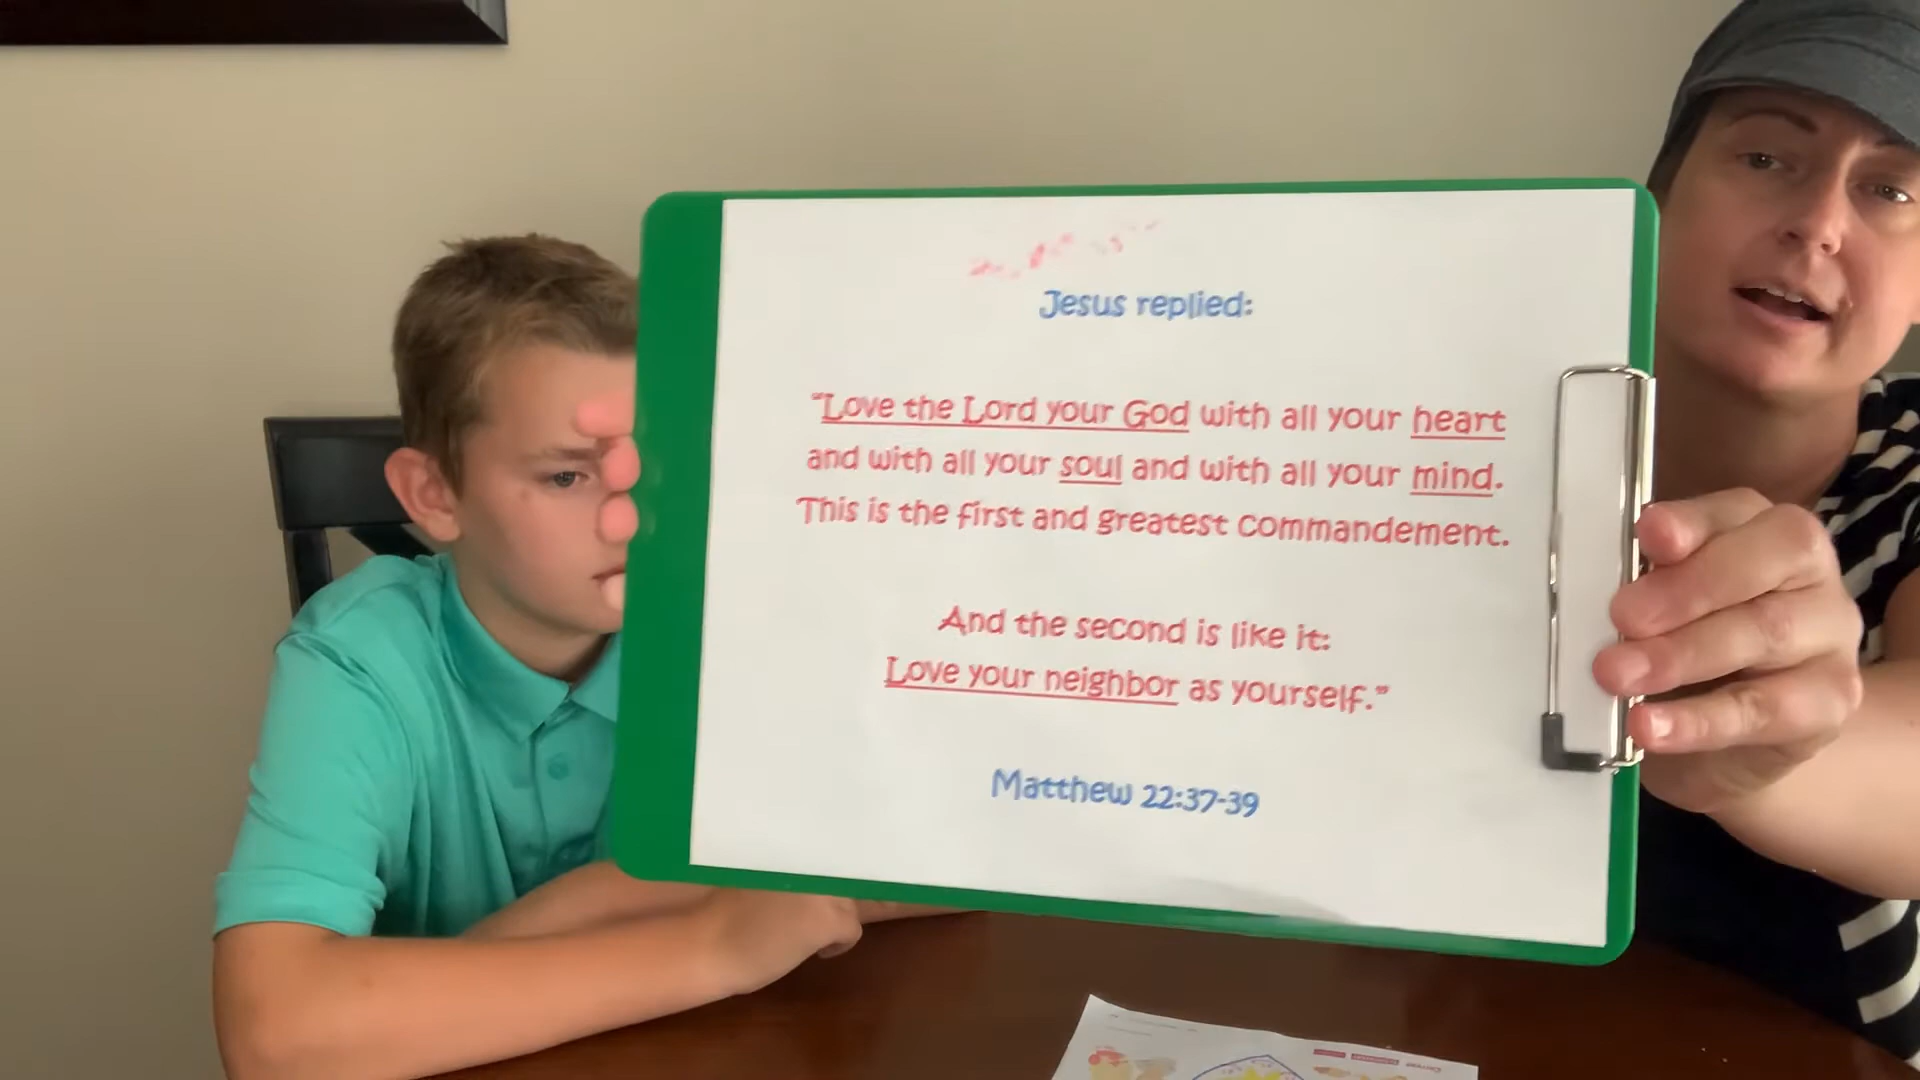 Jesus replied:
"Love the Lord your God with all your heart
and with all your soul and with all your mind.
This is the first and greatest commandement.
And the second is like it:
Love your neighbor as yourself."
Matthew 22:37-39